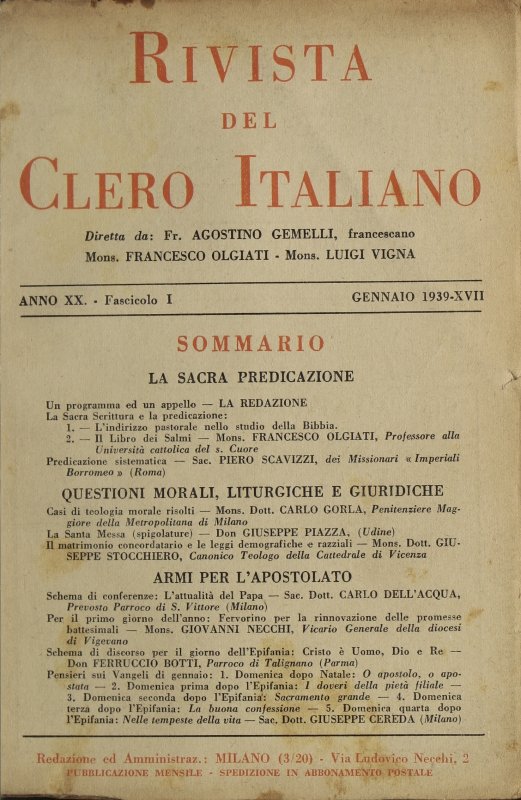 RIVISTA
DEL
CLERO ITALIANO
Diretta da: Fr. AGOSTINO GEMELLI, francescano
Mons. FRANCESCO OLGIATI - Mons. LUIGI VIGNA
ANNO XX. - Fascicolo I GENNAIO 1939-XVII
SOMMARIO
LA SACRA PREDICAZIONE
Un programma ed un appello — LA REDAZIONE
La Sacra Scrittura e la predicazione:
1. — L'indirizzo pastorale nello studio della Bibbia.
2. — Il Libro dei Salmi — Mons. FRANCESCO OLGIATI, Professore alla
Università cattolica del s. Cuore
Predicazione sistematica — Sac. PIERO SCAVIZZI, dei Missionari « Imperiali
Borromeo » (Roma)
QUESTIONI MORALI, LITURGICHE E GIURIDICHE
Casi di teologia morale risolti — Mons. Dott. CARLO GORLA, Penitenziere Mag-
giore della Metropolitana di Milano
La Santa Messa (spigolature) — Don GIUSEPPE PIAZZA, (Udine)
Il matrimonio concordatario e le leggi demografiche e razziali — Mons. Dott. GIU-
SEPPE STOCCHIERO, Canonico Teologo della Cattedrale di Vicenza
ARMI PER L'APOSTOLATO
Schema di conferenze: L'attualità del Papa — Sac. Dott. CARLO DELL'ACQUA,
Prevosto Parroco di S. Vittore (Milano)
Per il primo giorno dell'anno: Fervorino per la rinnovazione delle promesse
battesimali — Mons. GIOVANNI NECCHI, Vicario Generale della diocesi
di Vigevano
Schema di discorso per il giorno dell'Epifania: Cristo è Uomo, Dio e Re —
Don FERRUCCIO BOTTI, Parroco di Talignano (Parma)
Pensieri sui Vangeli di gennaio: 1. Domenica dopo Natale: O apostolo, o apo-
stata — 2. Domenica prima dopo l'Epifania: I doveri della pietà filiale —
3. Domenica seconda dopo l'Epifania: Sacramento grande — 4. Domenica
terza dopo l'Epifania: La buona confessione — 5. Domenica quarta dopo
l'Epifania: Nelle tempeste della vita — Sac. Dott. GIUSEPPE CEREDA (Milano)
Redazione ed Amministraz.: MILANO (3/20) - Via Ludovico Necchi, 2
PUBBLICAZIONE MENSILE - SPEDIZIONE IN ABBONAMENTO POSTALE